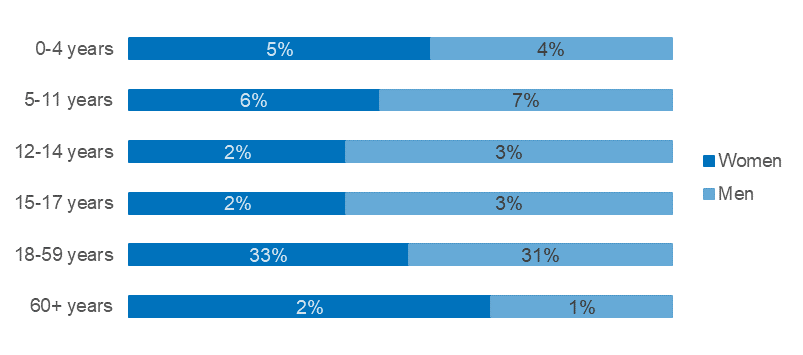 0-4 years 5% 4%
5-11 years 6% 7%
12-14 years 2% 3%
15-17 years 2% 3%
18-59 years 33% 31%
60+ years 2% 1%
Women
Men